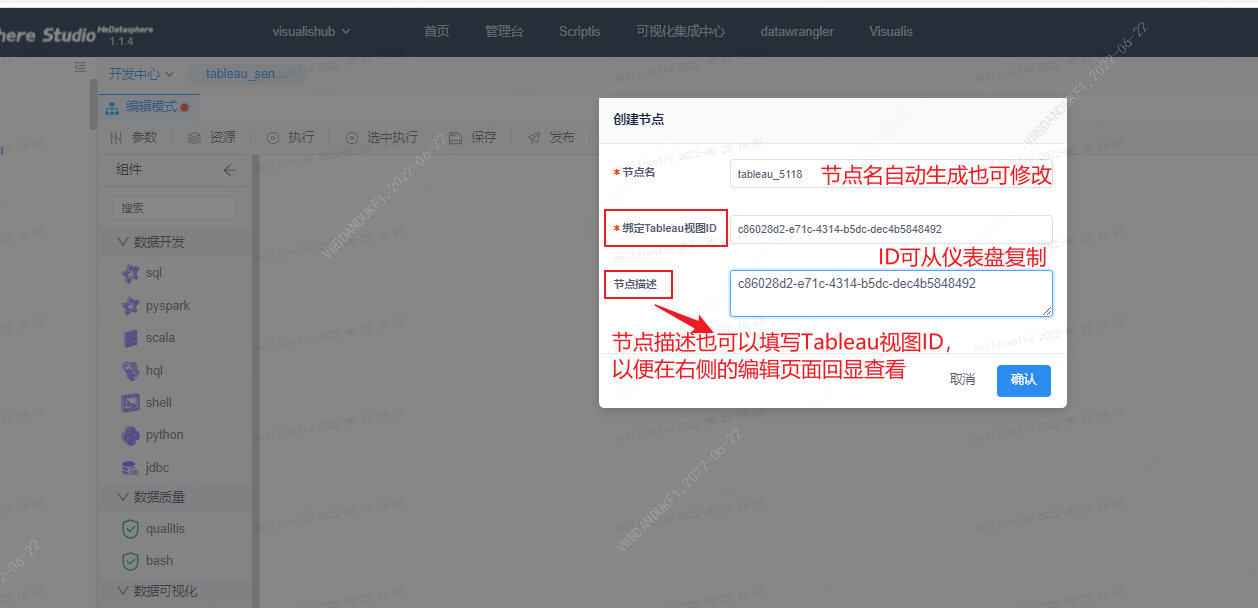 here Studio WeDatasphere
1.1.4
visualishub
首页
管理台
Scriptis
可视化集成中心
datawrangler
Visualis
开发中心
tableau_sen...
编辑模式
参数
资源
执行
选中执行
保存
发布
组件
搜索
数据开发
sql
pyspark
scala
hql
shell
python
jdbc
数据质量
qualitis
bash
数据可视化
创建节点
* 节点名
tableau_5118
节点名自动生成也可修改
* 绑定Tableau视图ID
c86028d2-e71c-4314-b5dc-dec4b5848492
ID可从仪表盘复制
节点描述
c86028d2-e71c-4314-b5dc-dec4b5848492
节点描述也可以填写Tableau视图ID，
以便在右侧的编辑页面回显查看
取消
确认
VWBDANDUKF1,2022-06-22